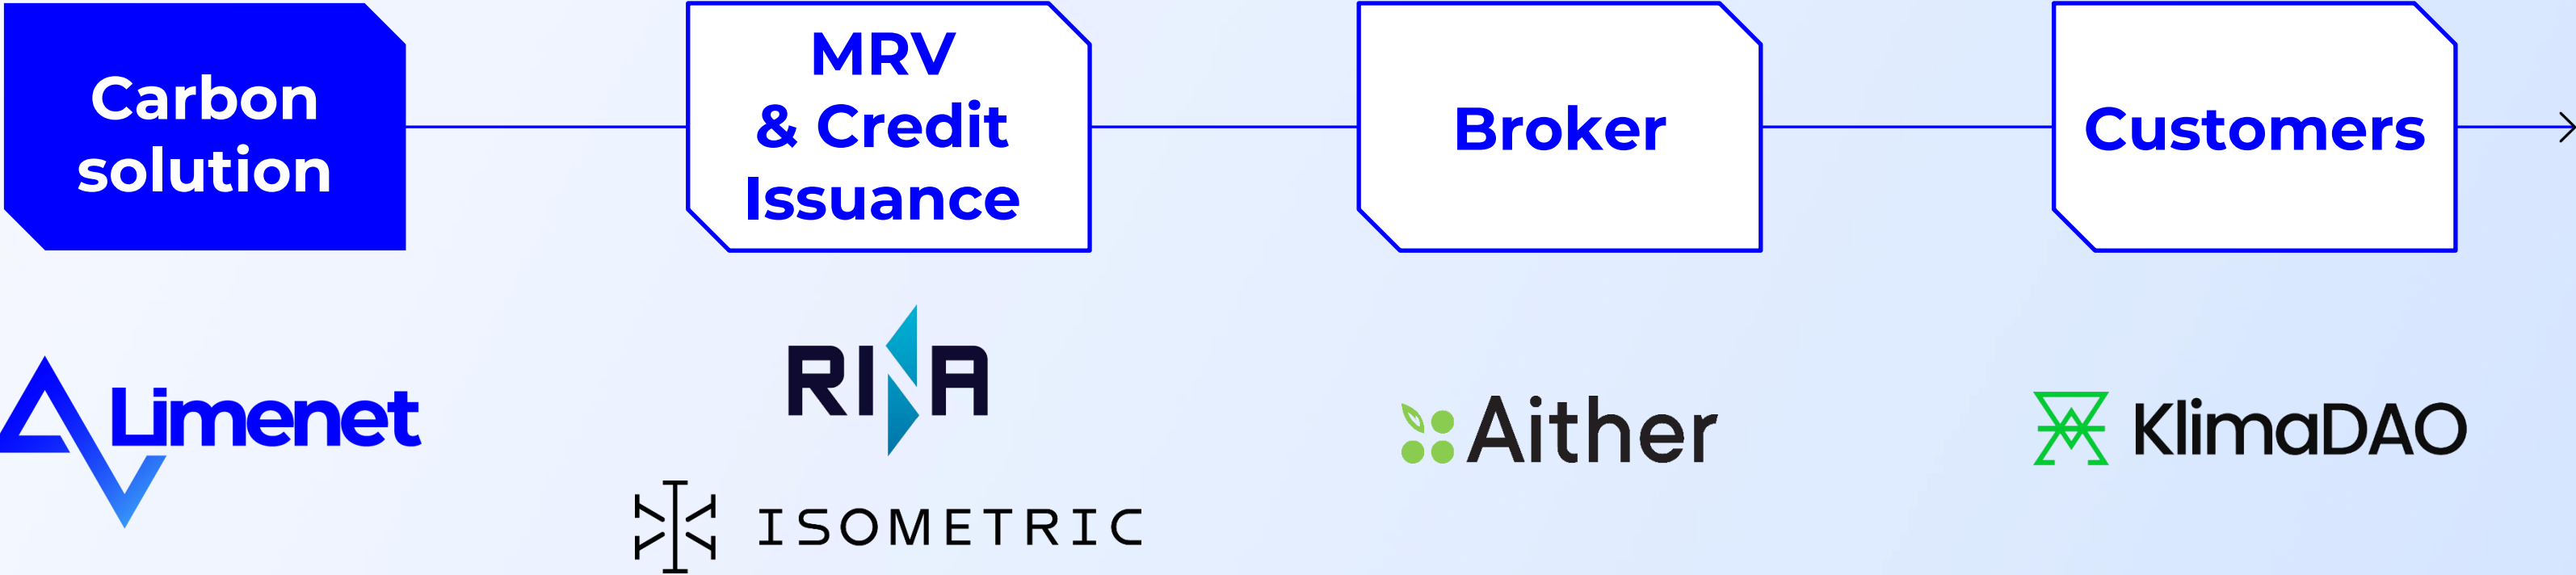 Carbon
solution
MRV
& Credit
Issuance
Broker
Customers
Limenet
RINA
ISOMETRIC
Aither
KlimaDAO